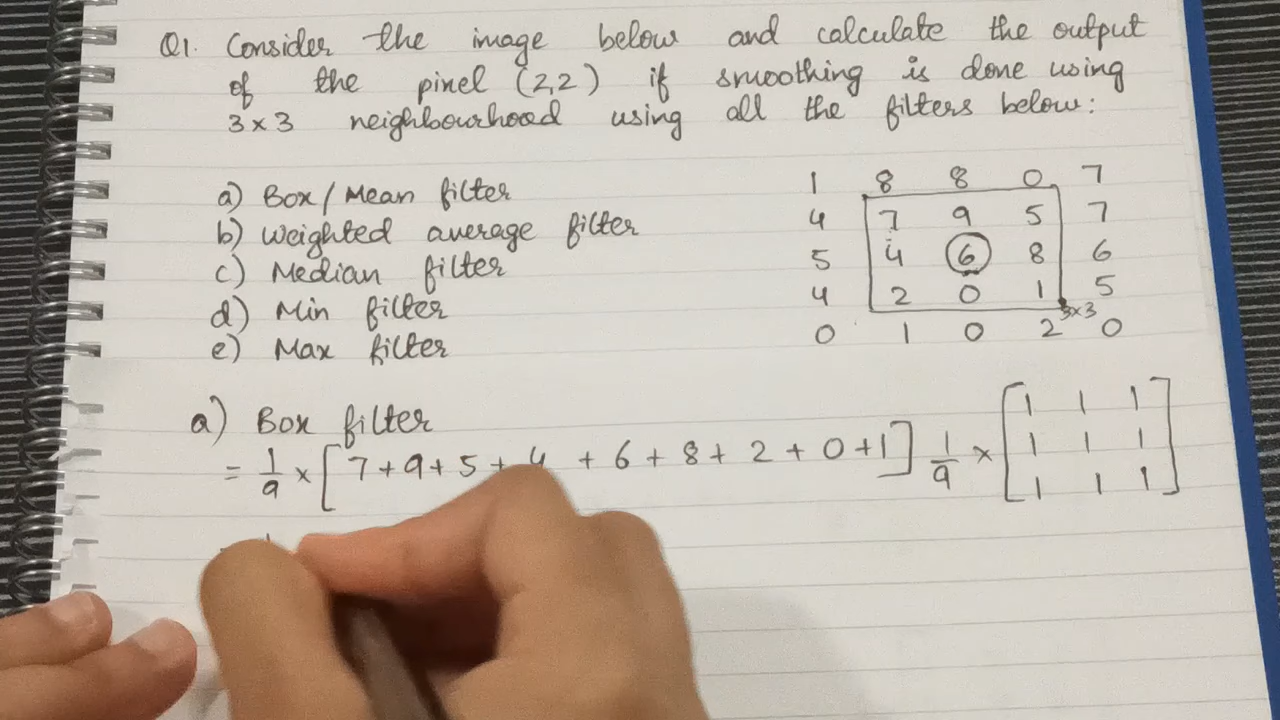 Q1. Consider the image below and calculate the output
of the pixel (2,2) if smoothing is done using
3x3 neighbourhood using all the filters below:
a) Box/Mean filter
b) Weighted average filter
c) Median filter
d) Min filter
e) Max filter
1 8 8 0 7
4 7 9 5 7
5 4 6 8 6
4 2 0 1 5
3x3
0 1 0 2 0
a) Box filter
= 1/9 × [7+9+5+4+6+8+2+0+1] 1/9 × [1 1 1
1 1 1
1 1 1]